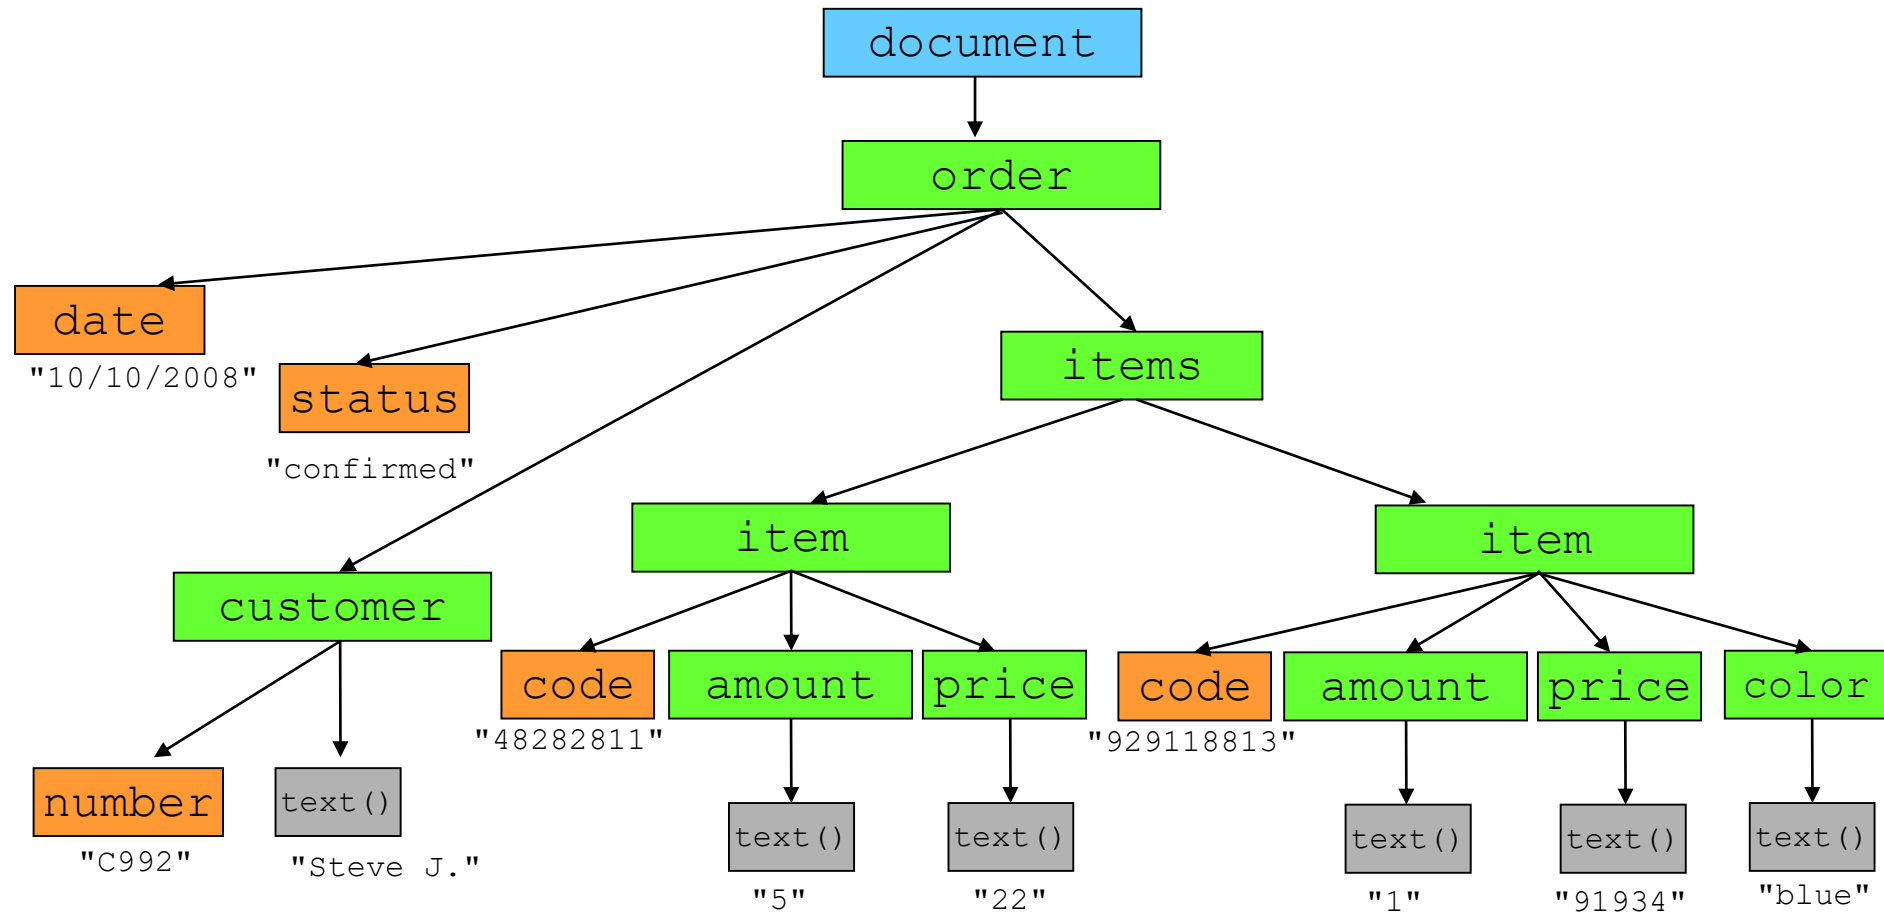 document
order
date
"10/10/2008"
status
"confirmed"
items
item
item
customer
code
amount
price
code
amount
price
color
"48282811"
"929118813"
number
text()
text()
text()
text()
text()
text()
"C992"
"Steve J."
"5"
"22"
"1"
"91934"
"blue"